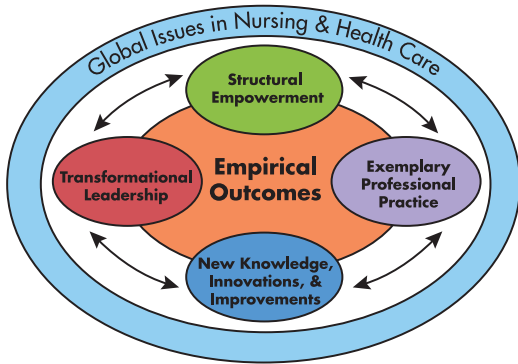 Global Issues in Nursing & Health Care
Structural
Empowerment
Transformational
Leadership
Empirical
Outcomes
Exemplary
Professional
Practice
New Knowledge,
Innovations, &
Improvements